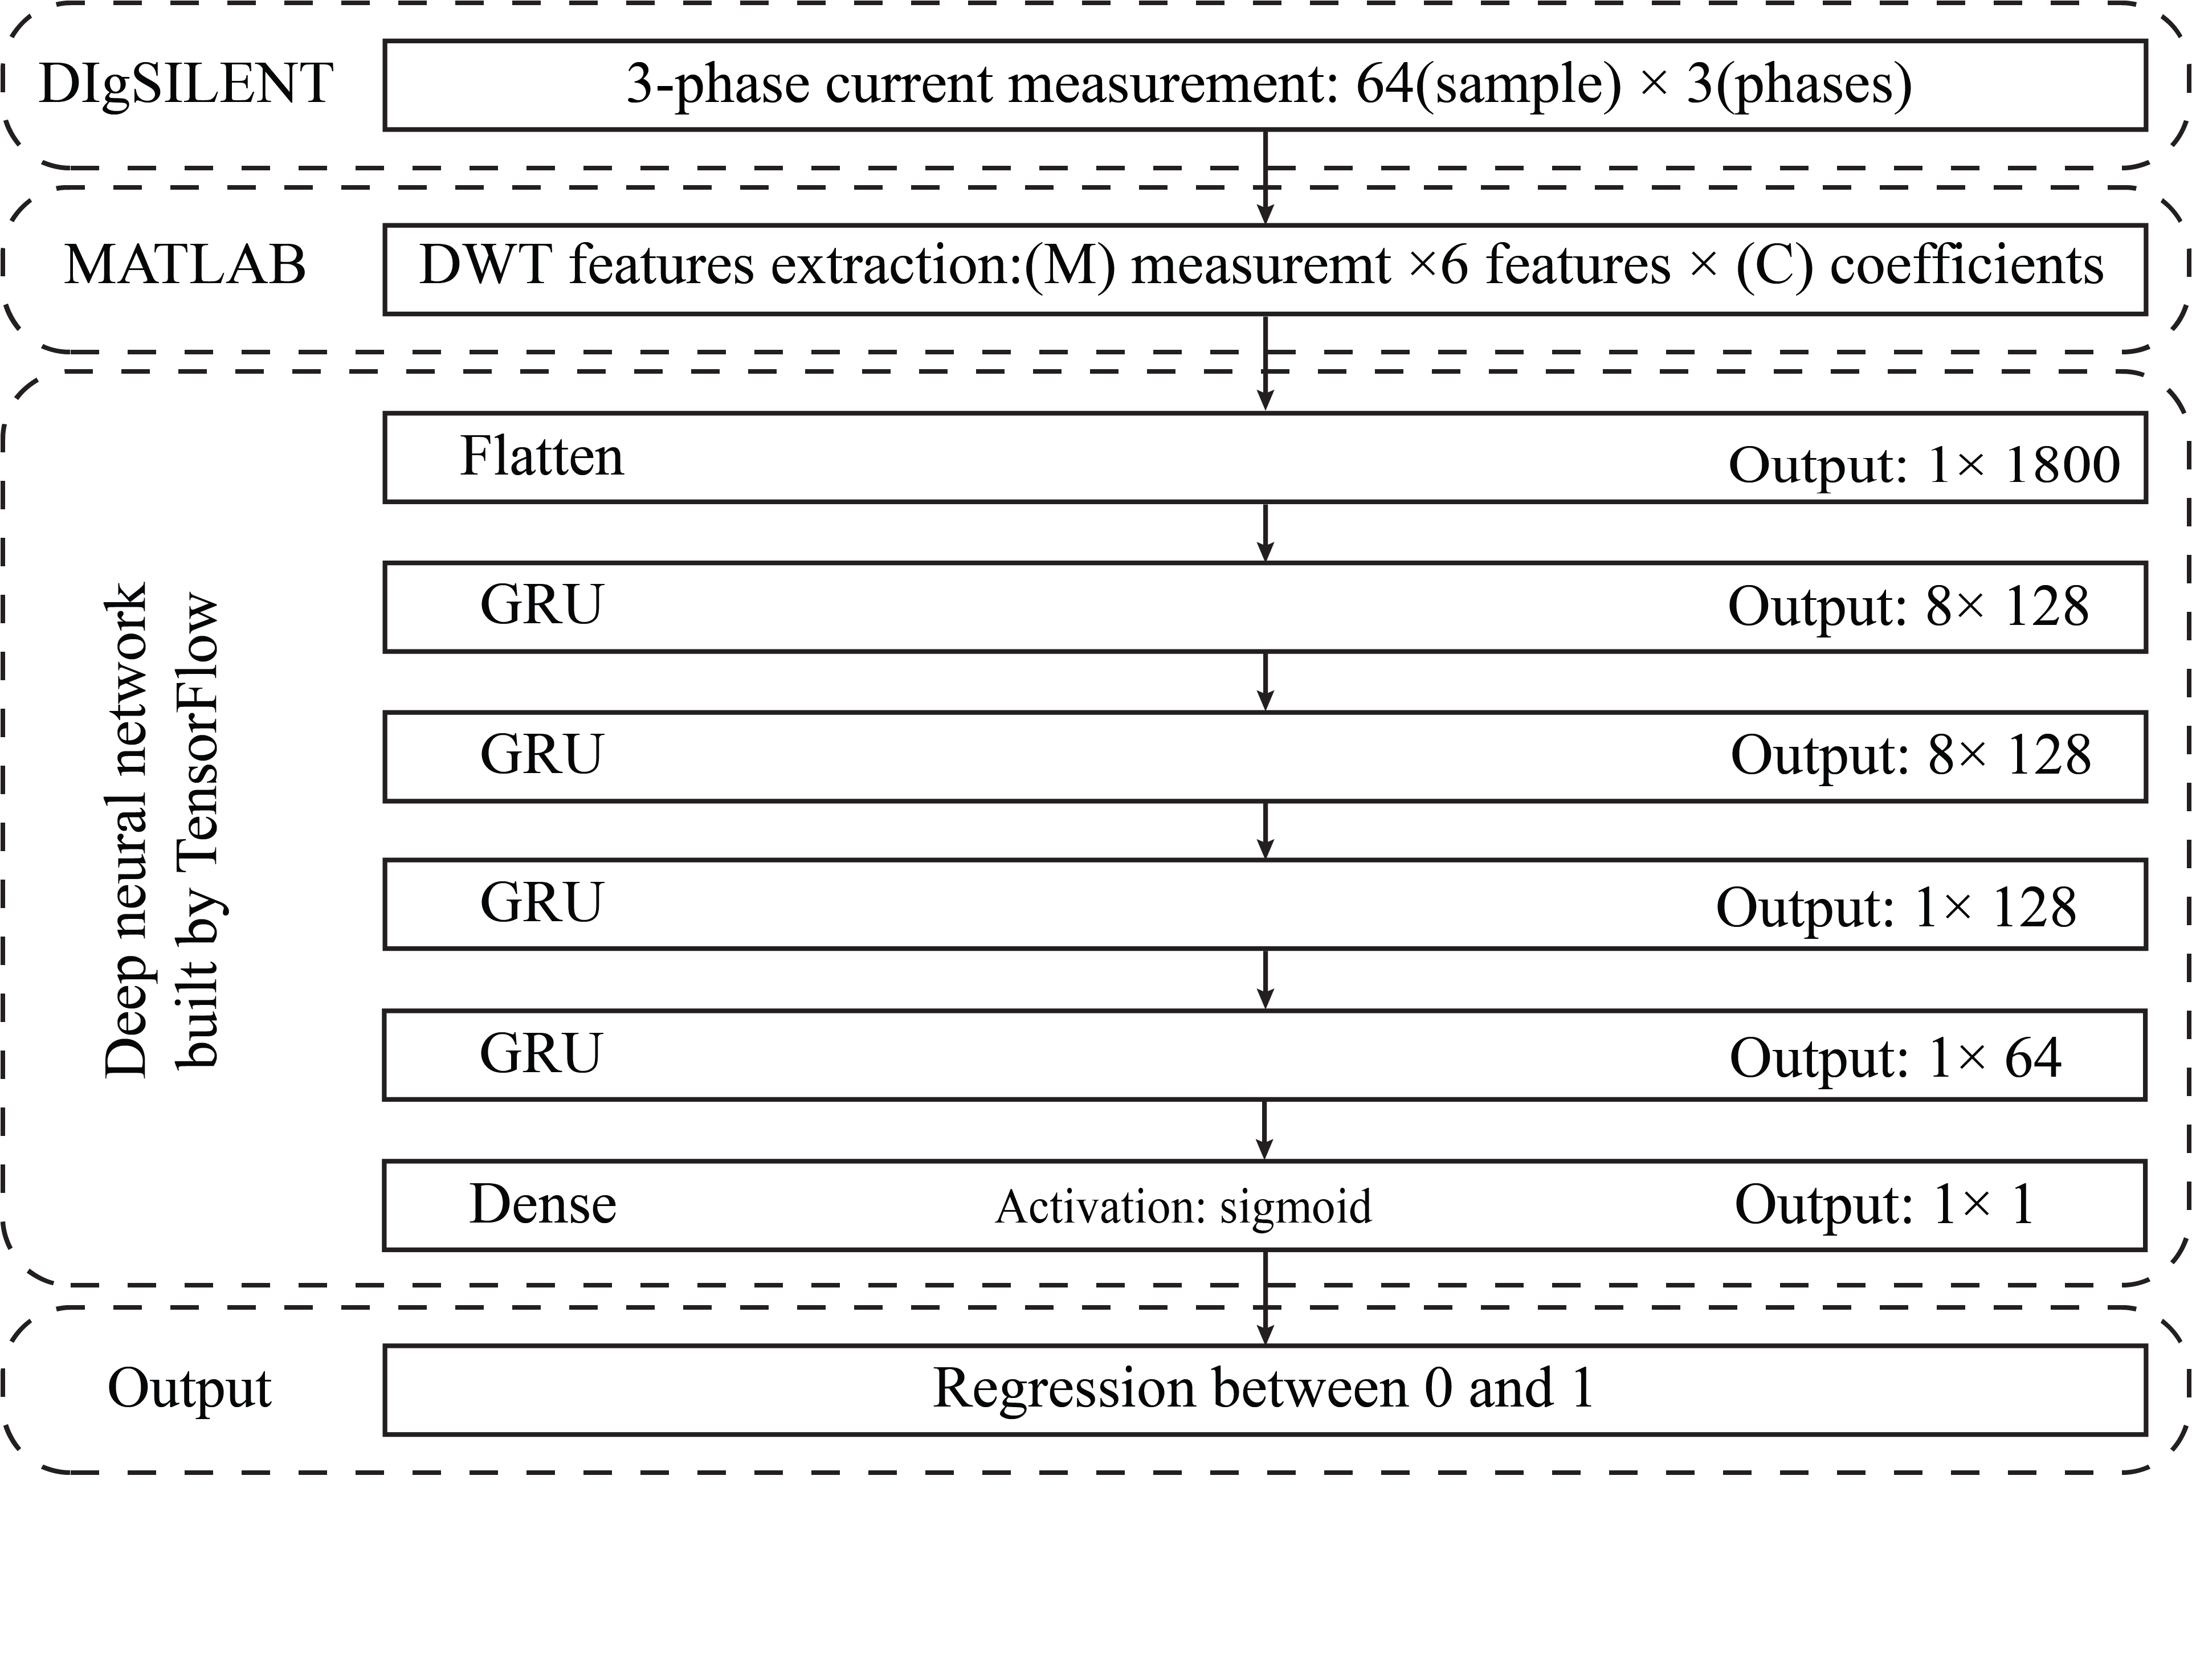 DIgSILENT
3-phase current measurement: 64(sample) × 3(phases)
MATLAB
DWT features extraction:(M) measuremt ×6 features × (C) coefficients
Deep neural network
built by TensorFlow
Flatten
Output: 1× 1800
GRU
Output: 8× 128
GRU
Output: 8× 128
GRU
Output: 1× 128
GRU
Output: 1× 64
Dense
Activation: sigmoid
Output: 1× 1
Output
Regression between 0 and 1